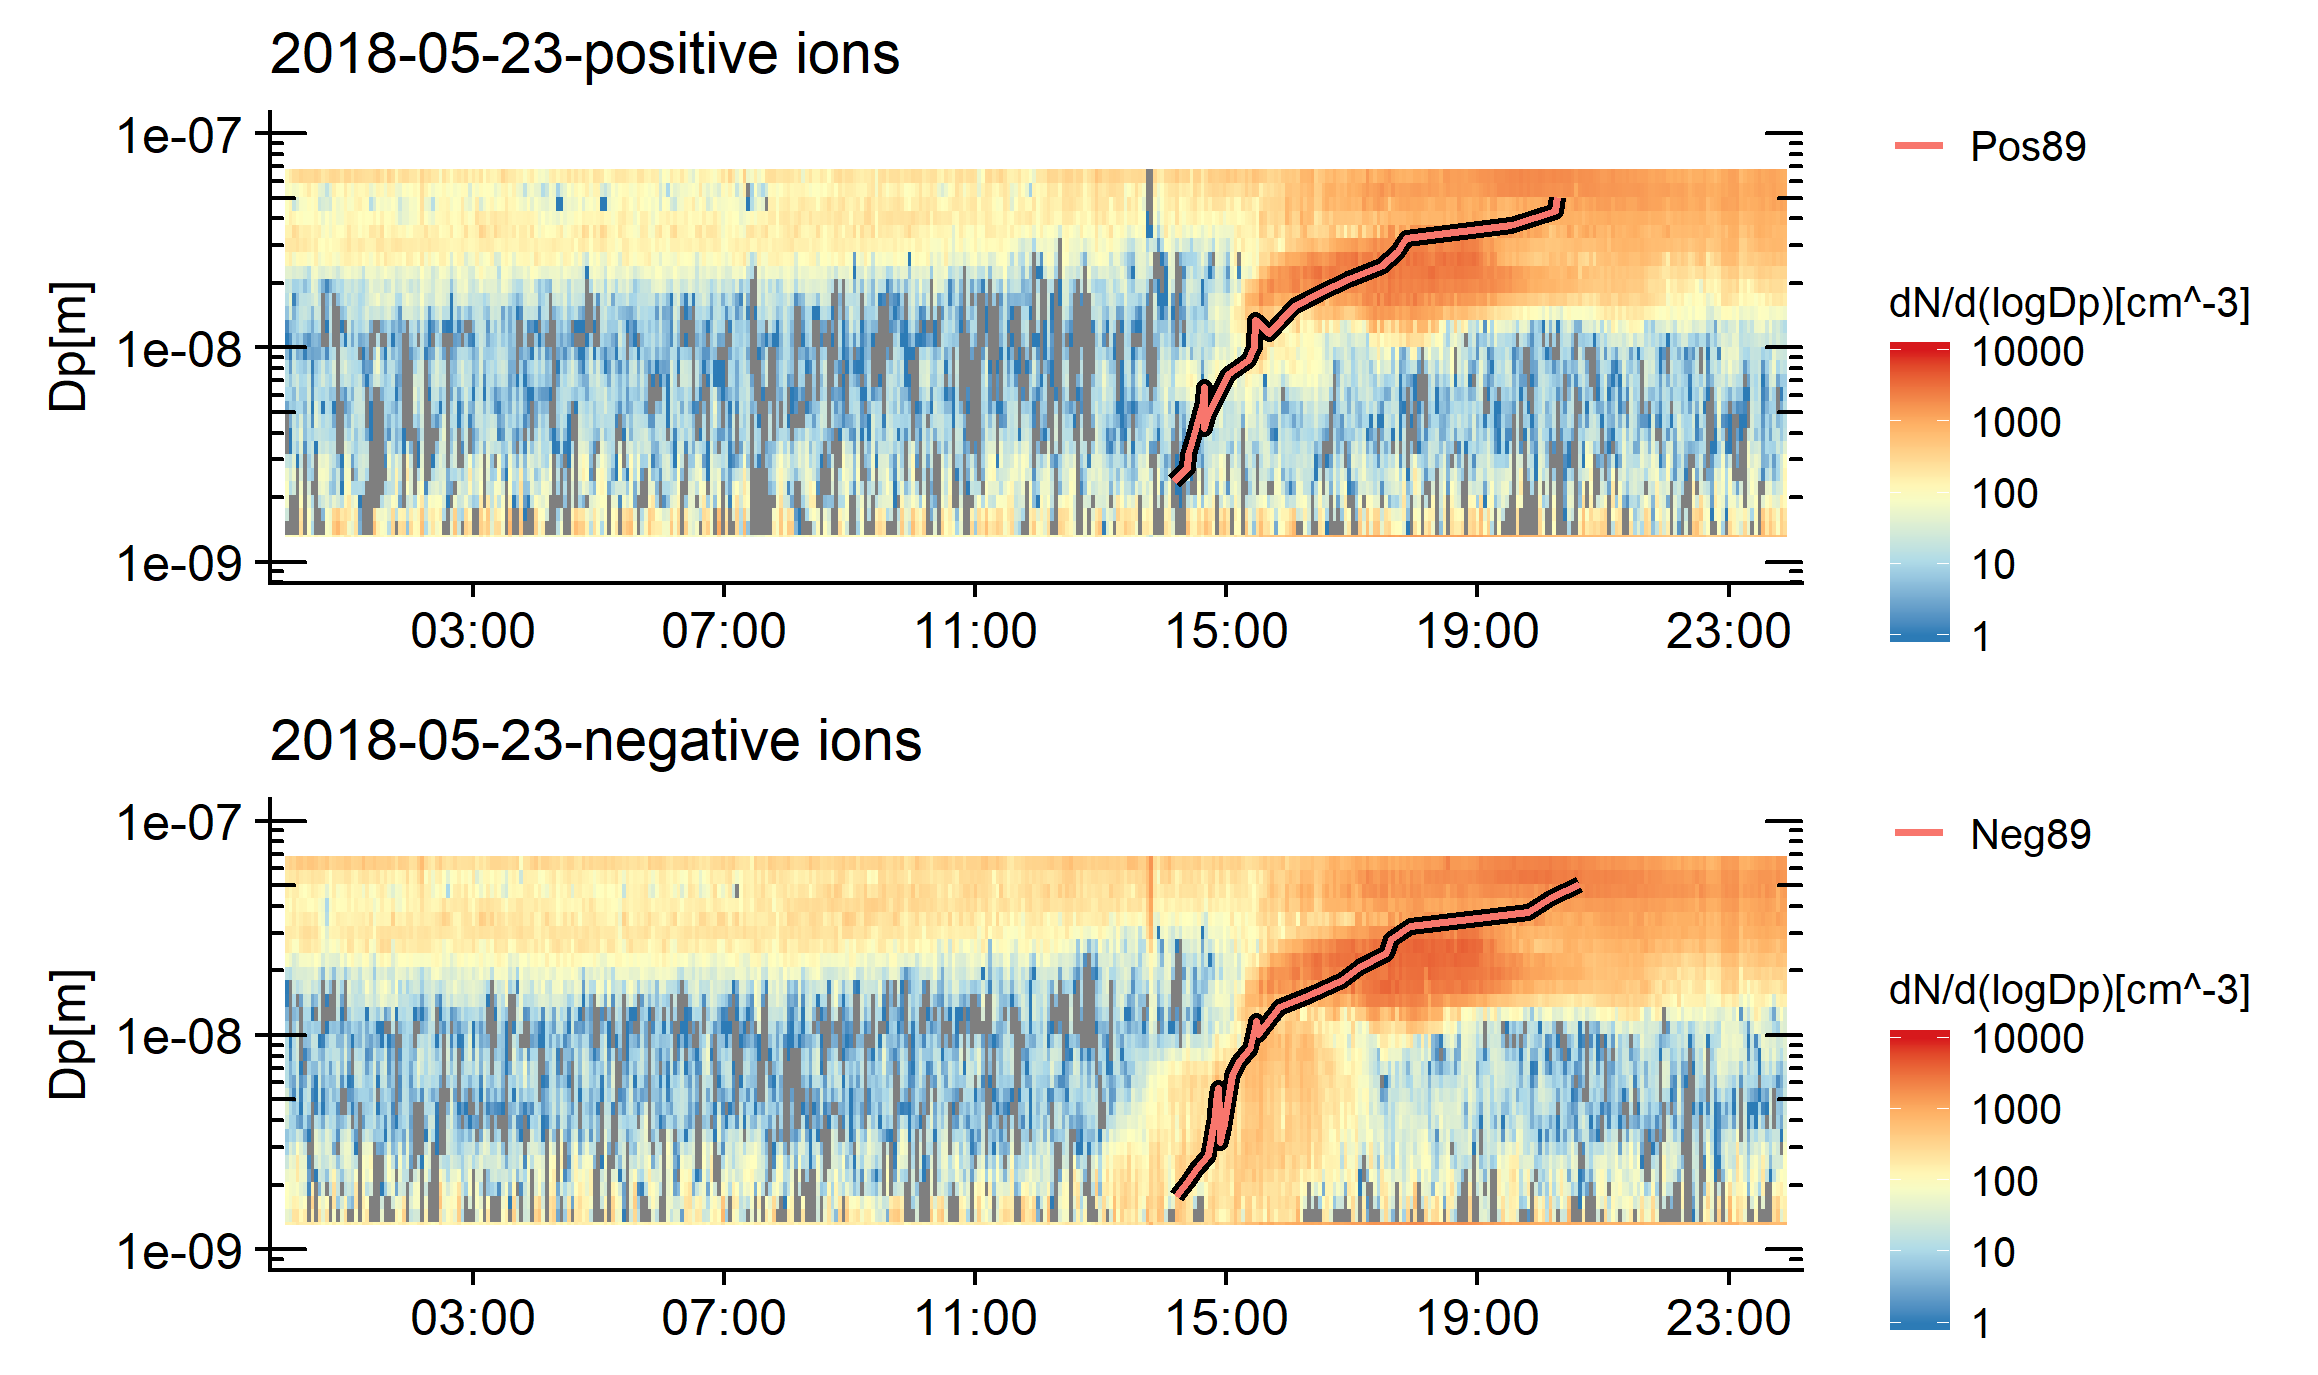 2018-05-23-positive ions
Dp[m]
1e-07
1e-08
1e-09
03:00 07:00 11:00 15:00 19:00 23:00
Pos89
dN/d(logDp)[cm^-3]
10000
1000
100
10
1
2018-05-23-negative ions
Dp[m]
1e-07
1e-08
1e-09
03:00 07:00 11:00 15:00 19:00 23:00
Neg89
dN/d(logDp)[cm^-3]
10000
1000
100
10
1